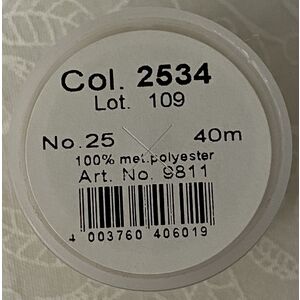 Col. 2534
Lot. 109
No.25 40m
100% met.polyester
Art. No. 9811
4 003760 406019